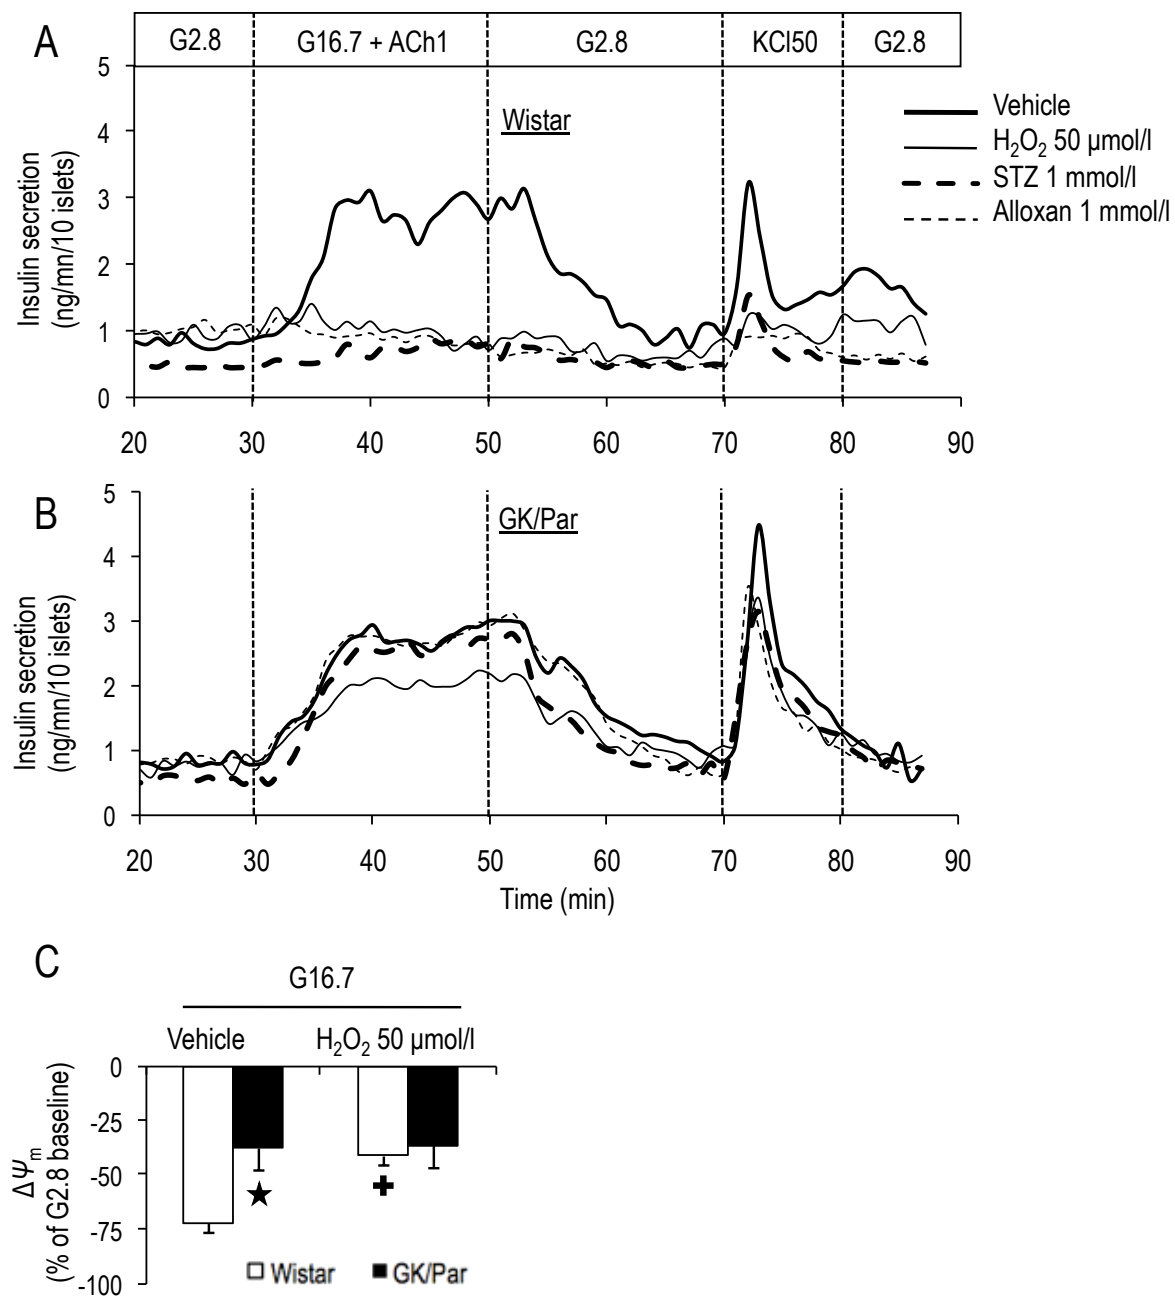 A
G2.8 G16.7 + ACh1 G2.8 KCl50 G2.8
5
4
3
2
1
0
Insulin secretion
(ng/mn/10 islets)
Wistar
Vehicle
H₂O₂ 50 µmol/l
STZ 1 mmol/l
Alloxan 1 mmol/l
20 30 40 50 60 70 80 90
B
5
4
3
2
1
0
Insulin secretion
(ng/mn/10 islets)
GK/Par
20 30 40 50 60 70 80 90
Time (min)
C
G16.7
Vehicle H₂O₂ 50 µmol/l
0
-25
-50
-75
-100
ΔΨm
(% of G2.8 baseline)
Wistar GK/Par